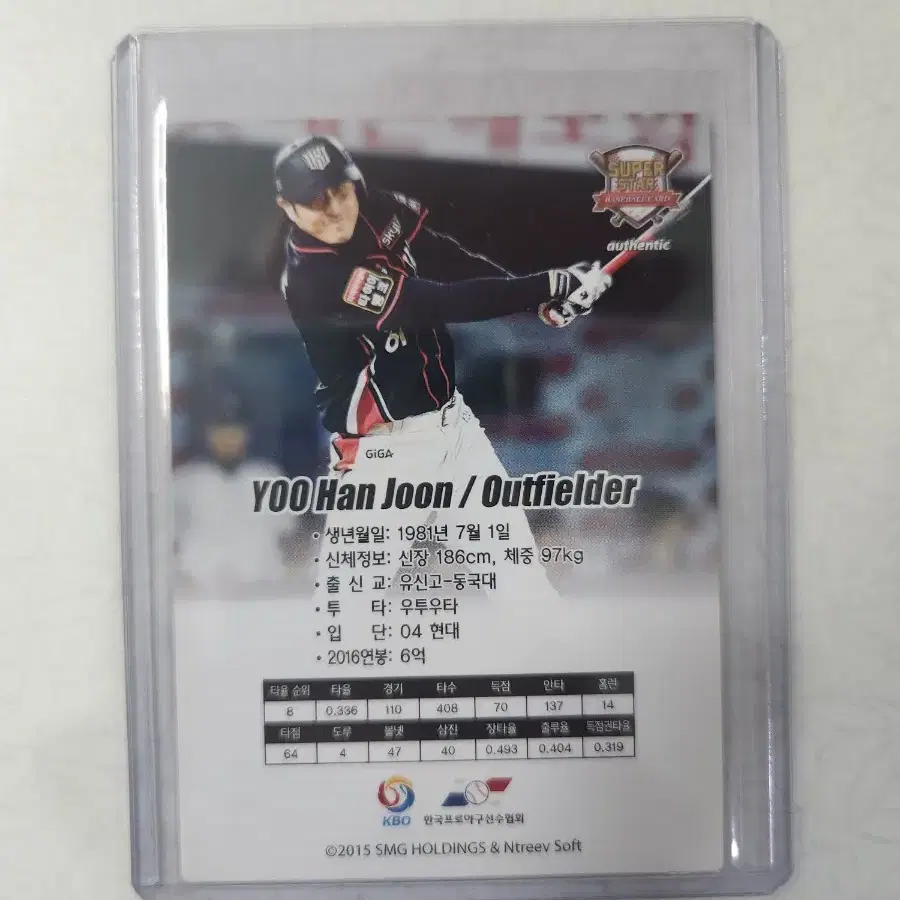 SUPER
STAR
BASEBALL CARD
authentic
skylife
GiGA
YOO Han Joon / Outfielder
• 생년월일: 1981년 7월 1일
• 신체정보: 신장 186cm, 체중 97kg
• 출 신 교: 유신고-동국대
• 투 타: 우투우타
• 입 단: 04 현대
• 2016연봉: 6억
타율 순위 타율 경기 타수 득점 안타 홈런
8 0.336 110 408 70 137 14
타점 도루 볼넷 삼진 장타율 출루율 득점권타율
64 4 47 40 0.493 0.404 0.319
KBO 한국프로야구선수협회
©2015 SMG HOLDINGS & Ntreev Soft